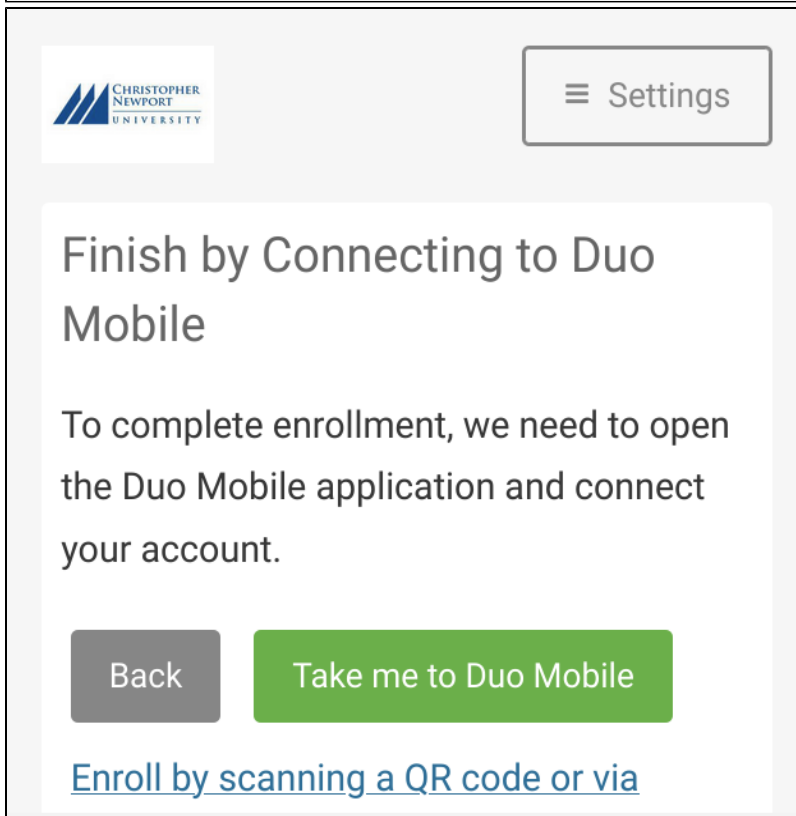 CHRISTOPHER
NEWPORT
UNIVERSITY
≡ Settings
Finish by Connecting to Duo
Mobile
To complete enrollment, we need to open
the Duo Mobile application and connect
your account.
Back
Take me to Duo Mobile
Enroll by scanning a QR code or via